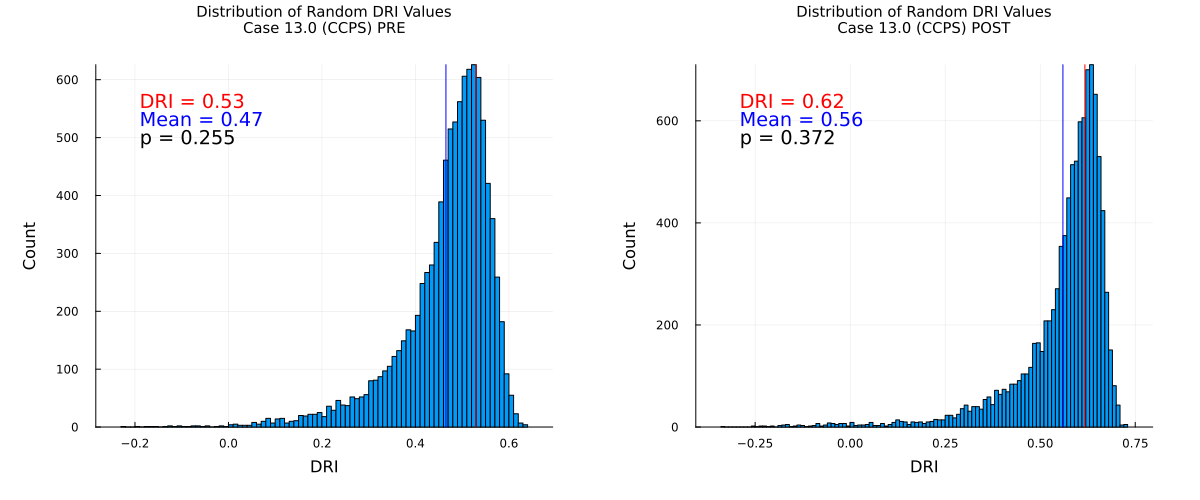 Distribution of Random DRI Values
Case 13.0 (CCPS) PRE
600
500
400
300
200
100
0
Count
DRI = 0.53
Mean = 0.47
p = 0.255
−0.2
0.0
0.2
0.4
0.6
DRI
Distribution of Random DRI Values
Case 13.0 (CCPS) POST
600
400
200
0
Count
DRI = 0.62
Mean = 0.56
p = 0.372
−0.25
0.00
0.25
0.50
0.75
DRI